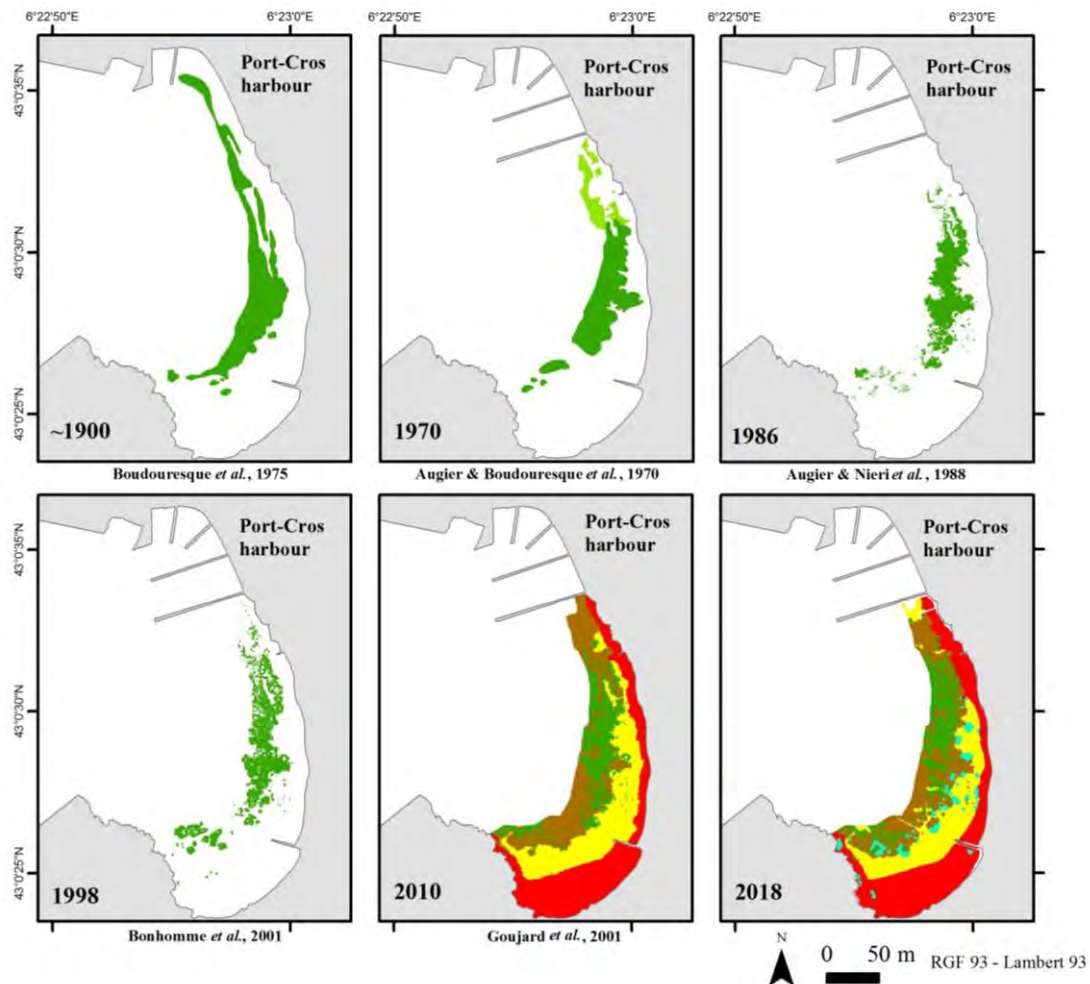 6°22'50"E 6°23'0"E 6°22'50"E 6°23'0"E 6°22'50"E 6°23'0"E
43°0'35"N
43°0'30"N
43°0'25"N
Port-Cros
harbour
~1900
Boudouresque et al., 1975
Port-Cros
harbour
1970
Augier & Boudouresque et al., 1970
Port-Cros
harbour
1986
Augier & Nieri et al., 1988
43°0'35"N
43°0'30"N
43°0'25"N
Port-Cros
harbour
1998
Bonhomme et al., 2001
Port-Cros
harbour
2010
Goujard et al., 2001
Port-Cros
harbour
2018
N
0 50 m RGF 93 - Lambert 93